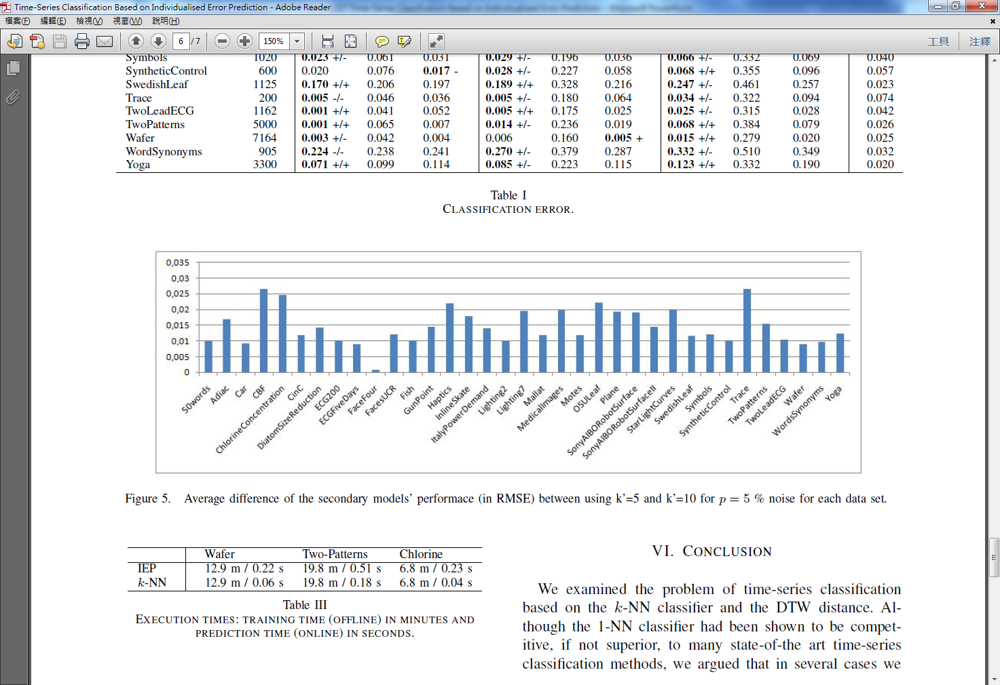 Time-Series Classification Based on Individualised Error Prediction - Adobe Reader
檔案(F) 編輯(E) 檢視(V) 視窗(W) 說明(H)
6 / 7 150% 工具 注釋
Symbols 1020 0.023 +/- 0.061 0.031 0.029 +/- 0.196 0.036 0.066 +/- 0.332 0.069 0.040
SyntheticControl 600 0.020 0.076 0.017 - 0.028 +/- 0.227 0.058 0.068 +/+ 0.355 0.096 0.057
SwedishLeaf 1125 0.170 +/+ 0.206 0.197 0.189 +/+ 0.328 0.216 0.247 +/- 0.461 0.257 0.023
Trace 200 0.005 -/- 0.046 0.036 0.005 +/- 0.180 0.064 0.034 +/- 0.322 0.094 0.074
TwoLeadECG 1162 0.001 +/+ 0.041 0.052 0.005 +/+ 0.175 0.025 0.025 +/- 0.315 0.028 0.042
TwoPatterns 5000 0.001 +/+ 0.065 0.007 0.014 +/- 0.236 0.019 0.068 +/+ 0.384 0.079 0.026
Wafer 7164 0.003 +/- 0.042 0.004 0.006 0.160 0.005 + 0.015 +/+ 0.279 0.020 0.025
WordSynonyms 905 0.224 -/- 0.238 0.241 0.270 +/- 0.379 0.287 0.332 +/- 0.510 0.349 0.032
Yoga 3300 0.071 +/+ 0.099 0.114 0.085 +/- 0.223 0.115 0.123 +/+ 0.332 0.190 0.020
Table I
CLASSIFICATION ERROR.
0,035
0,03
0,025
0,02
0,015
0,01
0,005
0
50words
Adiac
Car
CBF
ChlorineConcentration
CinC
DiatomSizeReduction
ECG200
ECGFiveDays
FaceFour
FacesUCR
Fish
GunPoint
Haptics
InlineSkate
ItalyPowerDemand
Lighting2
Lighting7
Mallat
MedicalImages
Motes
OSULeaf
Plane
SonyAIBORobotSurface
SonyAIBORobotSurfaceII
StarLightCurves
SwedishLeaf
Symbols
SyntheticControl
Trace
TwoPatterns
TwoLeadECG
Wafer
WordsSynonyms
Yoga
Figure 5. Average difference of the secondary models' performace (in RMSE) between using k'=5 and k'=10 for p = 5 % noise for each data set.
Wafer Two-Patterns Chlorine
IEP 12.9 m / 0.22 s 19.8 m / 0.51 s 6.8 m / 0.23 s
k-NN 12.9 m / 0.06 s 19.8 m / 0.18 s 6.8 m / 0.04 s
Table III
EXECUTION TIMES: TRAINING TIME (OFFLINE) IN MINUTES AND
PREDICTION TIME (ONLINE) IN SECONDS.
VI. CONCLUSION
We examined the problem of time-series classification
based on the k-NN classifier and the DTW distance. Al-
though the 1-NN classifier had been shown to be compet-
itive, if not superior, to many state-of-the art time-series
classification methods, we argued that in several cases we